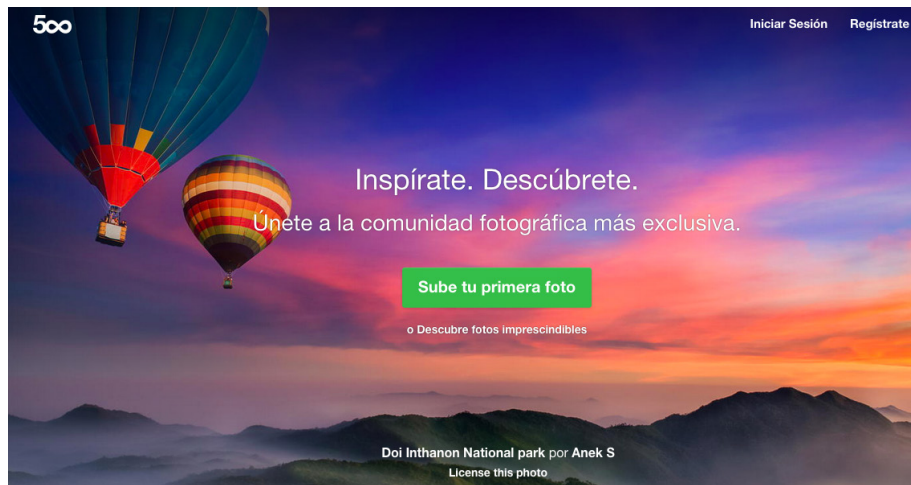 500
Iniciar Sesión
Regístrate
Inspírate. Descúbrete.
Únete a la comunidad fotográfica más exclusiva.
Sube tu primera foto
o Descubre fotos imprescindibles
Doi Inthanon National park por Anek S
License this photo